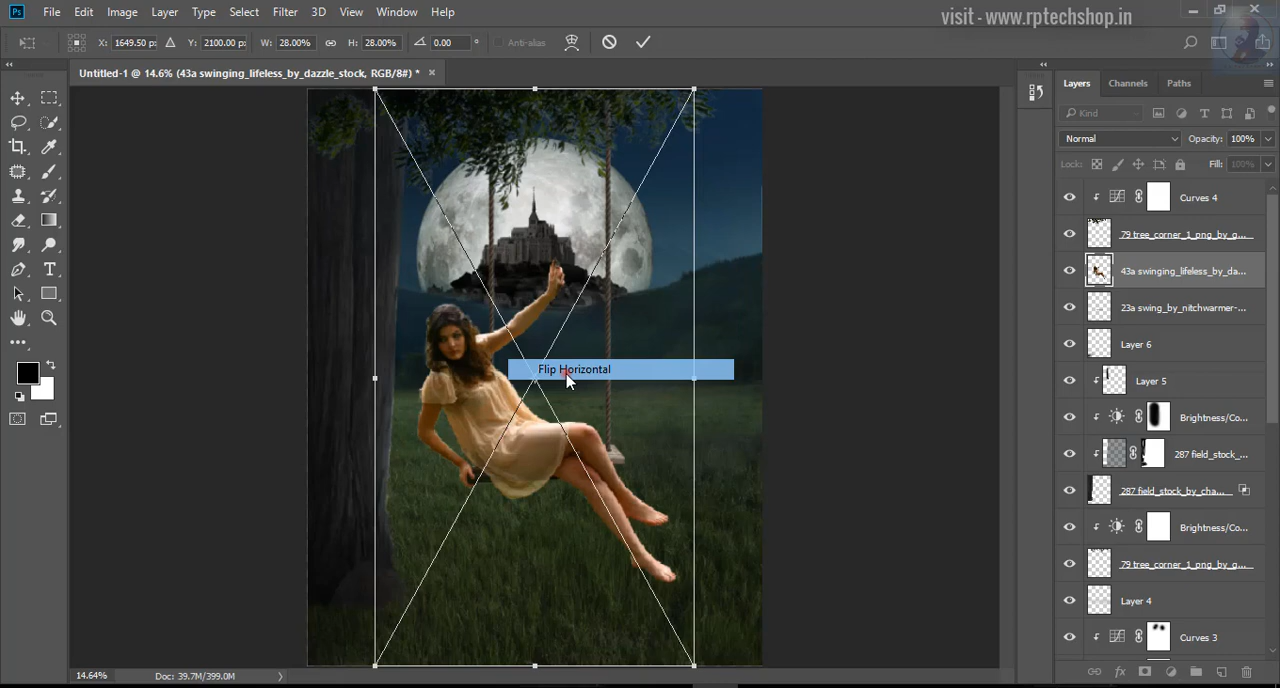 File Edit Image Layer Type Select Filter 3D View Window Help
visit - www.rptechshop.in
X: 1649.50 px Y: 2100.00 px W: 28.00% H: 28.00% 0.00 ° Anti-alias
Untitled-1 @ 14.6% (43a swinging_lifeless_by_dazzle_stock, RGB/8#) * ×
Layers Channels Paths
Kind
Normal Opacity: 100%
Lock: Fill: 100%
Curves 4
79 tree_corner_1_png_by_g...
43a swinging_lifeless_by_da...
23a swing_by_nitchwarmer-...
Layer 6
Flip Horizontal
Layer 5
Brightness/Co...
287 field_stock_...
287 field_stock_by_cha...
Brightness/Co...
79 tree_corner_1_png_by_g...
Layer 4
Curves 3
14.64% Doc: 39.7M/399.0M